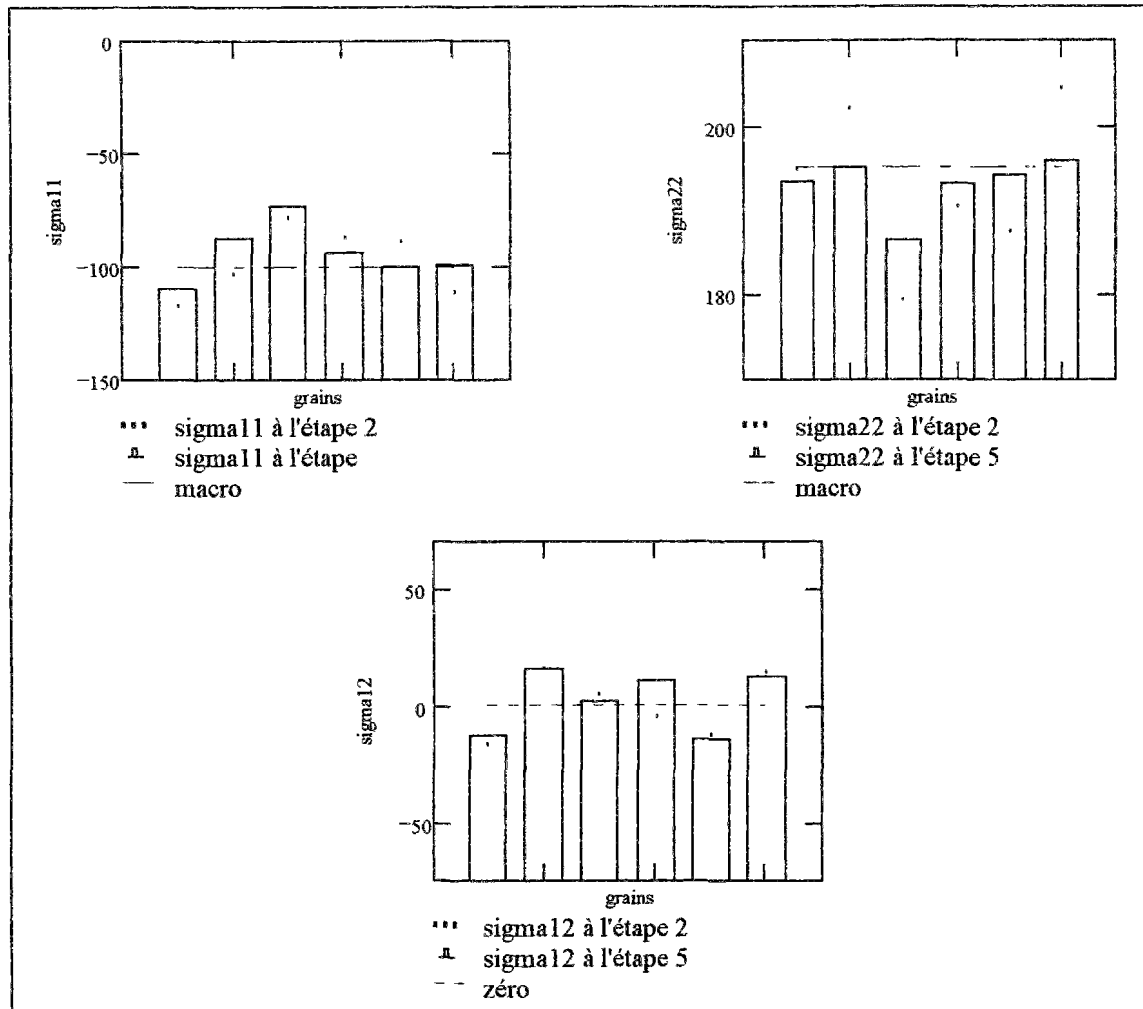 0
−50
−100
−150
sigma11
grains
sigma11 à l'étape 2
sigma11 à l'étape
macro
200
180
sigma22
grains
sigma22 à l'étape 2
sigma22 à l'étape 5
macro
50
0
−50
sigma12
grains
sigma12 à l'étape 2
sigma12 à l'étape 5
zéro